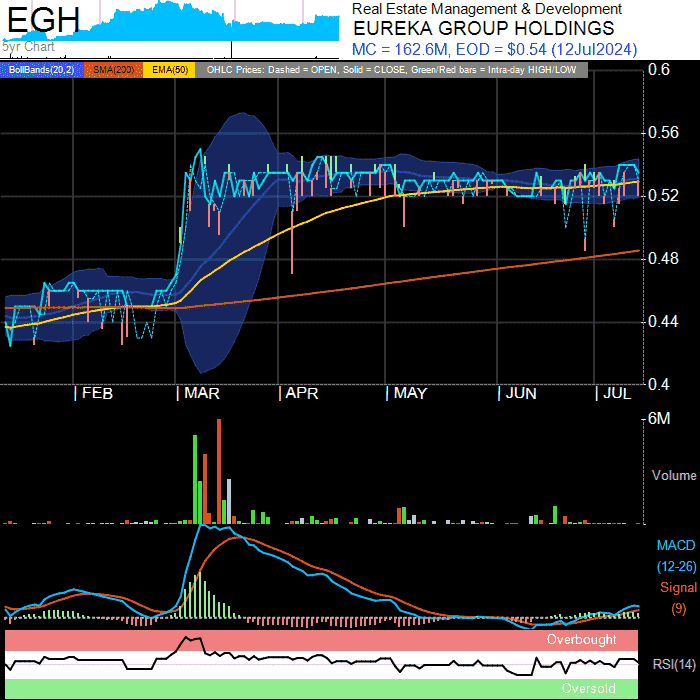 EGH
5yr Chart
Real Estate Management & Development
EUREKA GROUP HOLDINGS
MC = 162.6M, EOD = $0.54 (12Jul2024)
BollBands(20,2) SMA(200) EMA(50) OHLC Prices: Dashed = OPEN, Solid = CLOSE, Green/Red bars = Intra-day HIGH/LOW
0.6
0.56
0.52
0.48
0.44
0.4
| FEB | MAR | APR | MAY | JUN | JUL
6M
Volume
MACD
(12-26)
Signal
(9)
Overbought
RSI(14)
Oversold